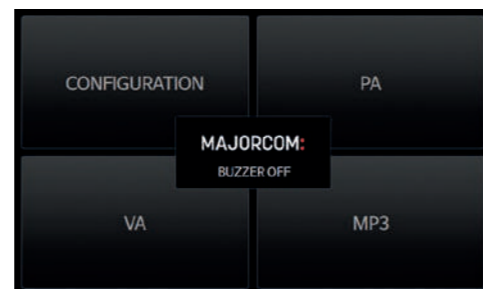 CONFIGURATION
PA
MAJORCOM:
BUZZER OFF
VA
MP3